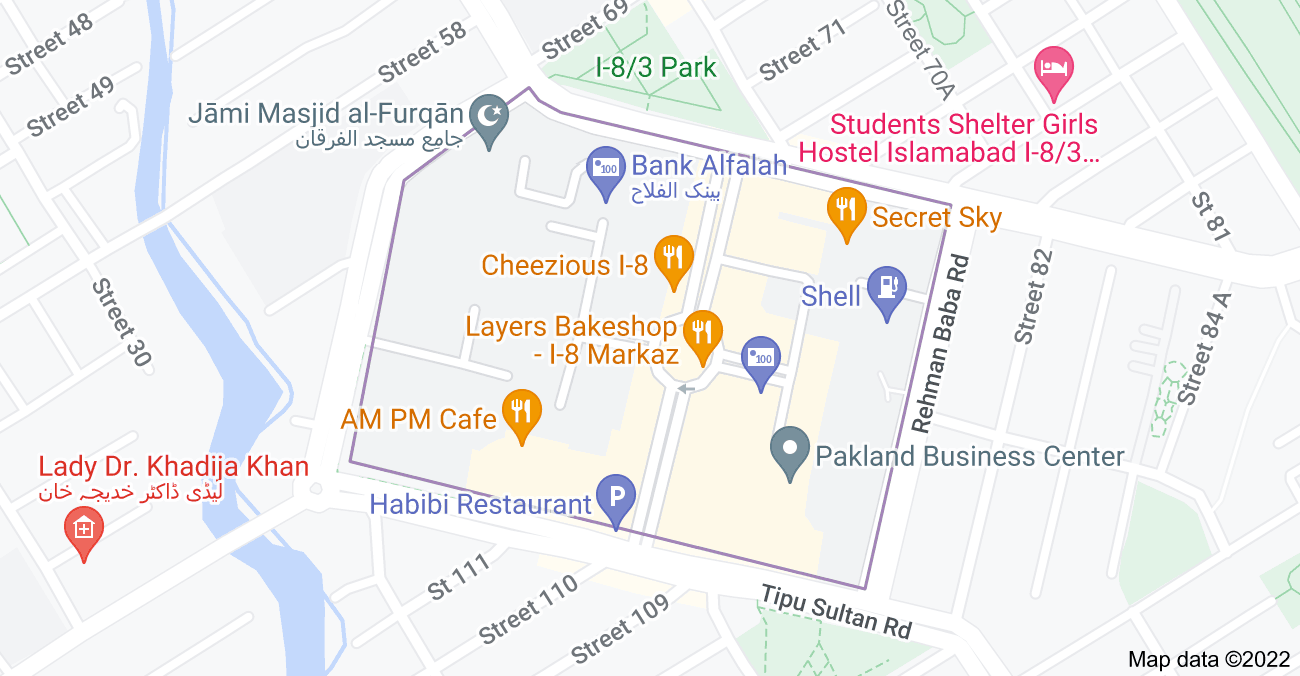 Street 48
Street 58
Street 69
Street 71
Street 70A
I-8/3 Park
Street 49
Jāmi Masjid al-Furqān
جامع مسجد الفرقان
Students Shelter Girls
Hostel Islamabad I-8/3...
Bank Alfalah
بینک الفلاح
100
Secret Sky
St 81
Cheezious I-8
Shell
Rehman Baba Rd
Street 82
Street 84 A
Street 30
Layers Bakeshop
- I-8 Markaz
100
AM PM Cafe
Pakland Business Center
Lady Dr. Khadija Khan
لیڈی ڈاکٹر خدیجہ خان
Habibi Restaurant
P
St 111
Street 110
Street 109
Tipu Sultan Rd
Map data ©2022